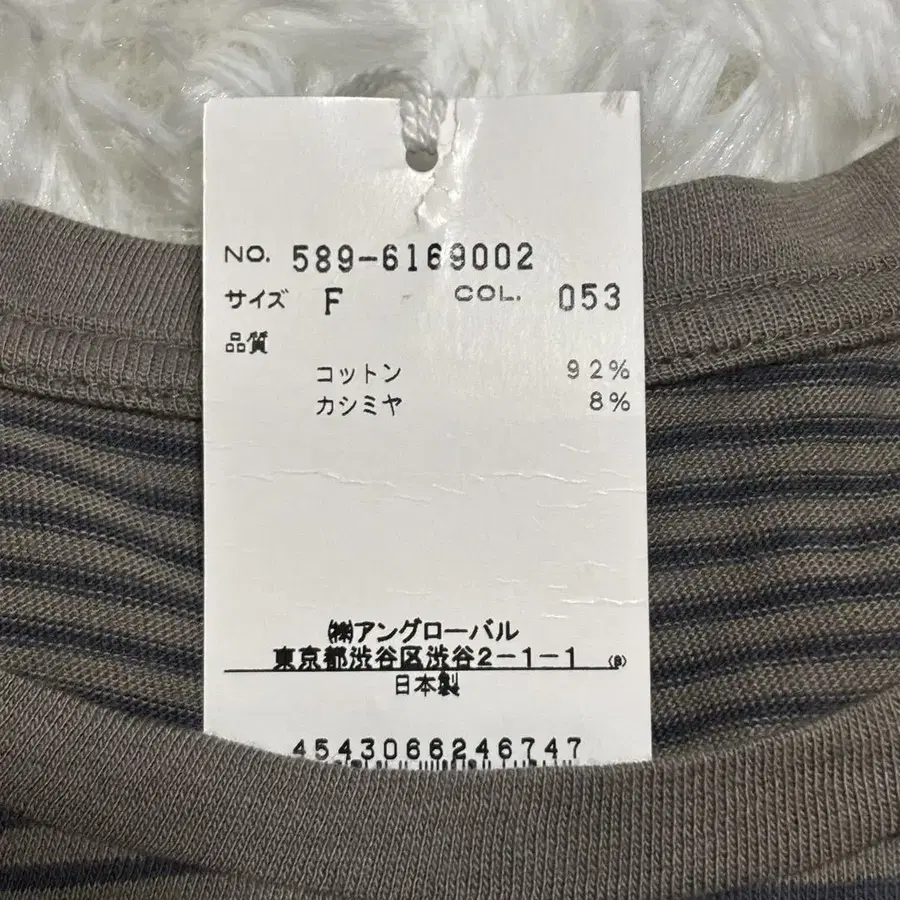 NO. 589-6169002
サイズ F COL. 053
品質
コットン 92%
カシミヤ 8%
㈱アングローバル
東京都渋谷区渋谷2-1-1 (B)
日本製
4543066246747